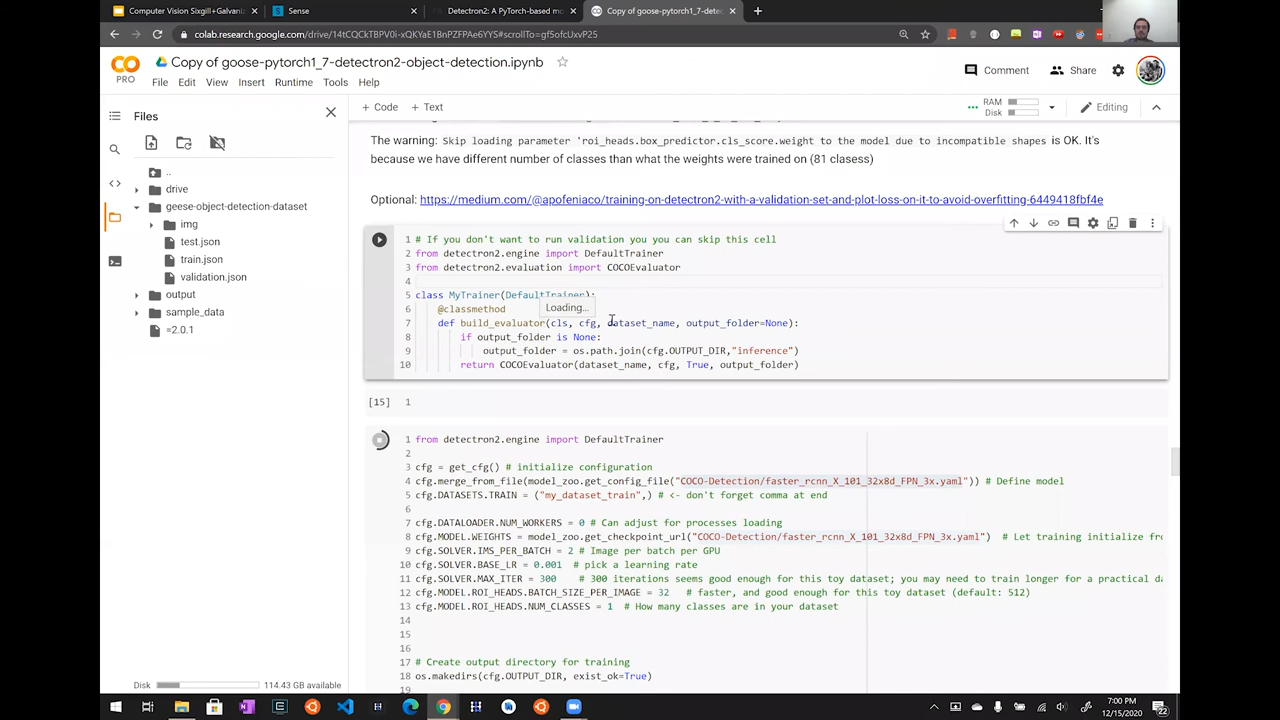 Computer Vision Sixgill+Galvani
Sense
Detectron2: A PyTorch-based mo
Copy of goose-pytorch1_7-detec
colab.research.google.com/drive/14tCQCkTBPV0i-xQKYaE1BnPZFPAe6YyS#scrollTo=gf5ofcUxvP25
CO
PRO
Copy of goose-pytorch1_7-detectron2-object-detection.ipynb
File Edit View Insert Runtime Tools Help
Comment
Share
Files
+ Code + Text
RAM
Disk
Editing
..
drive
geese-object-detection-dataset
img
test.json
train.json
validation.json
output
sample_data
=2.0.1
Disk 114.43 GB available
The warning: Skip loading parameter 'roi_heads.box_predictor.cls_score.weight to the model due to incompatible shapes is OK. It's
because we have different number of classes than what the weights were trained on (81 clasess)
Optional: https://medium.com/@apofeniaco/training-on-detectron2-with-a-validation-set-and-plot-loss-on-it-to-avoid-overfitting-6449418fbf4e
1 # If you don't want to run validation you you can skip this cell
2 from detectron2.engine import DefaultTrainer
3 from detectron2.evaluation import COCOEvaluator
4
5 class MyTrainer(DefaultTrainer):
Loading...
6 @classmethod
7 def build_evaluator(cls, cfg, dataset_name, output_folder=None):
8 if output_folder is None:
9 output_folder = os.path.join(cfg.OUTPUT_DIR,"inference")
10 return COCOEvaluator(dataset_name, cfg, True, output_folder)
[15] 1
1 from detectron2.engine import DefaultTrainer
2
3 cfg = get_cfg() # initialize configuration
4 cfg.merge_from_file(model_zoo.get_config_file("COCO-Detection/faster_rcnn_X_101_32x8d_FPN_3x.yaml")) # Define model
5 cfg.DATASETS.TRAIN = ("my_dataset_train",) # <- don't forget comma at end
6
7 cfg.DATALOADER.NUM_WORKERS = 0 # Can adjust for processes loading
8 cfg.MODEL.WEIGHTS = model_zoo.get_checkpoint_url("COCO-Detection/faster_rcnn_X_101_32x8d_FPN_3x.yaml") # Let training initialize fro
9 cfg.SOLVER.IMS_PER_BATCH = 2 # Image per batch per GPU
10 cfg.SOLVER.BASE_LR = 0.001 # pick a learning rate
11 cfg.SOLVER.MAX_ITER = 300 # 300 iterations seems good enough for this toy dataset; you may need to train longer for a practical da
12 cfg.MODEL.ROI_HEADS.BATCH_SIZE_PER_IMAGE = 32 # faster, and good enough for this toy dataset (default: 512)
13 cfg.MODEL.ROI_HEADS.NUM_CLASSES = 1 # How many classes are in your dataset
14
15
16
17 # Create output directory for training
18 os.makedirs(cfg.OUTPUT_DIR, exist_ok=True)
19
7:00 PM
12/15/2020
22